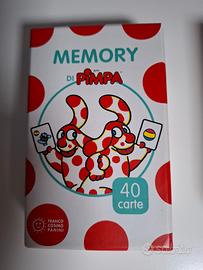 MEMORY
DI PIMPA
40
carte
FRANCO
COSIMO
PANINI